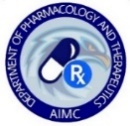 DEPARTMENT OF PHARMACOLOGY AND THERAPEUTICS
Rx
AIMC